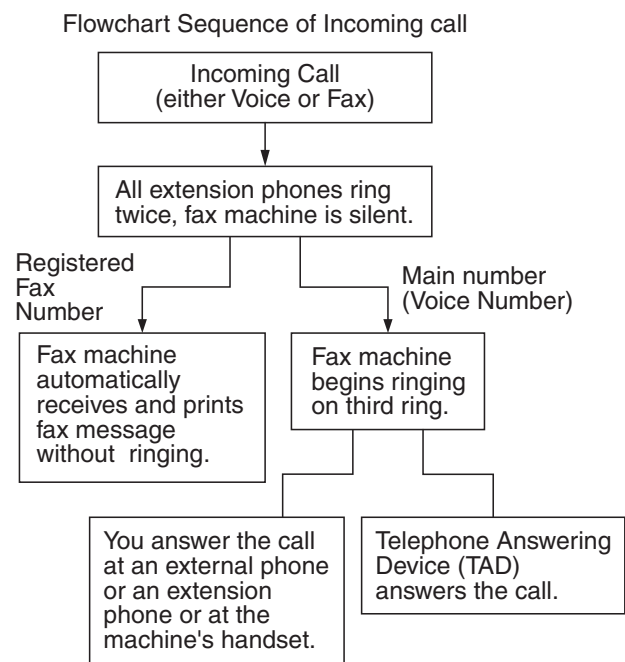 Flowchart Sequence of Incoming call
Incoming Call
(either Voice or Fax)
All extension phones ring
twice, fax machine is silent.
Registered
Fax
Number
Main number
(Voice Number)
Fax machine
automatically
receives and prints
fax message
without ringing.
Fax machine
begins ringing
on third ring.
You answer the call
at an external phone
or an extension
phone or at the
machine's handset.
Telephone Answering
Device (TAD)
answers the call.